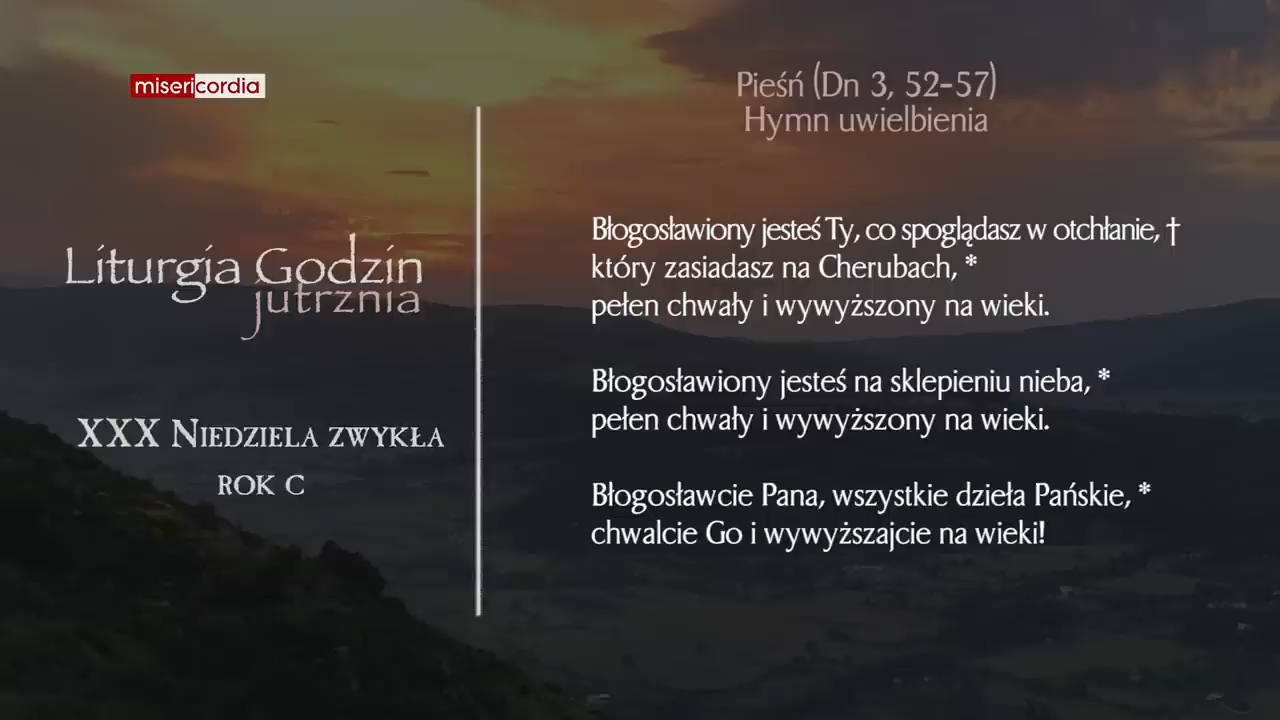 misericordia
Liturgia Godzin
jutrznia
XXX Niedziela zwykła
rok C
Pieśń (Dn 3, 52-57)
Hymn uwielbienia
Błogosławiony jesteś Ty, co spoglądasz w otchłanie, †
który zasiadasz na Cherubach, *
pełen chwały i wywyższony na wieki.
Błogosławiony jesteś na sklepieniu nieba, *
pełen chwały i wywyższony na wieki.
Błogosławcie Pana, wszystkie dzieła Pańskie, *
chwalcie Go i wywyższajcie na wieki!